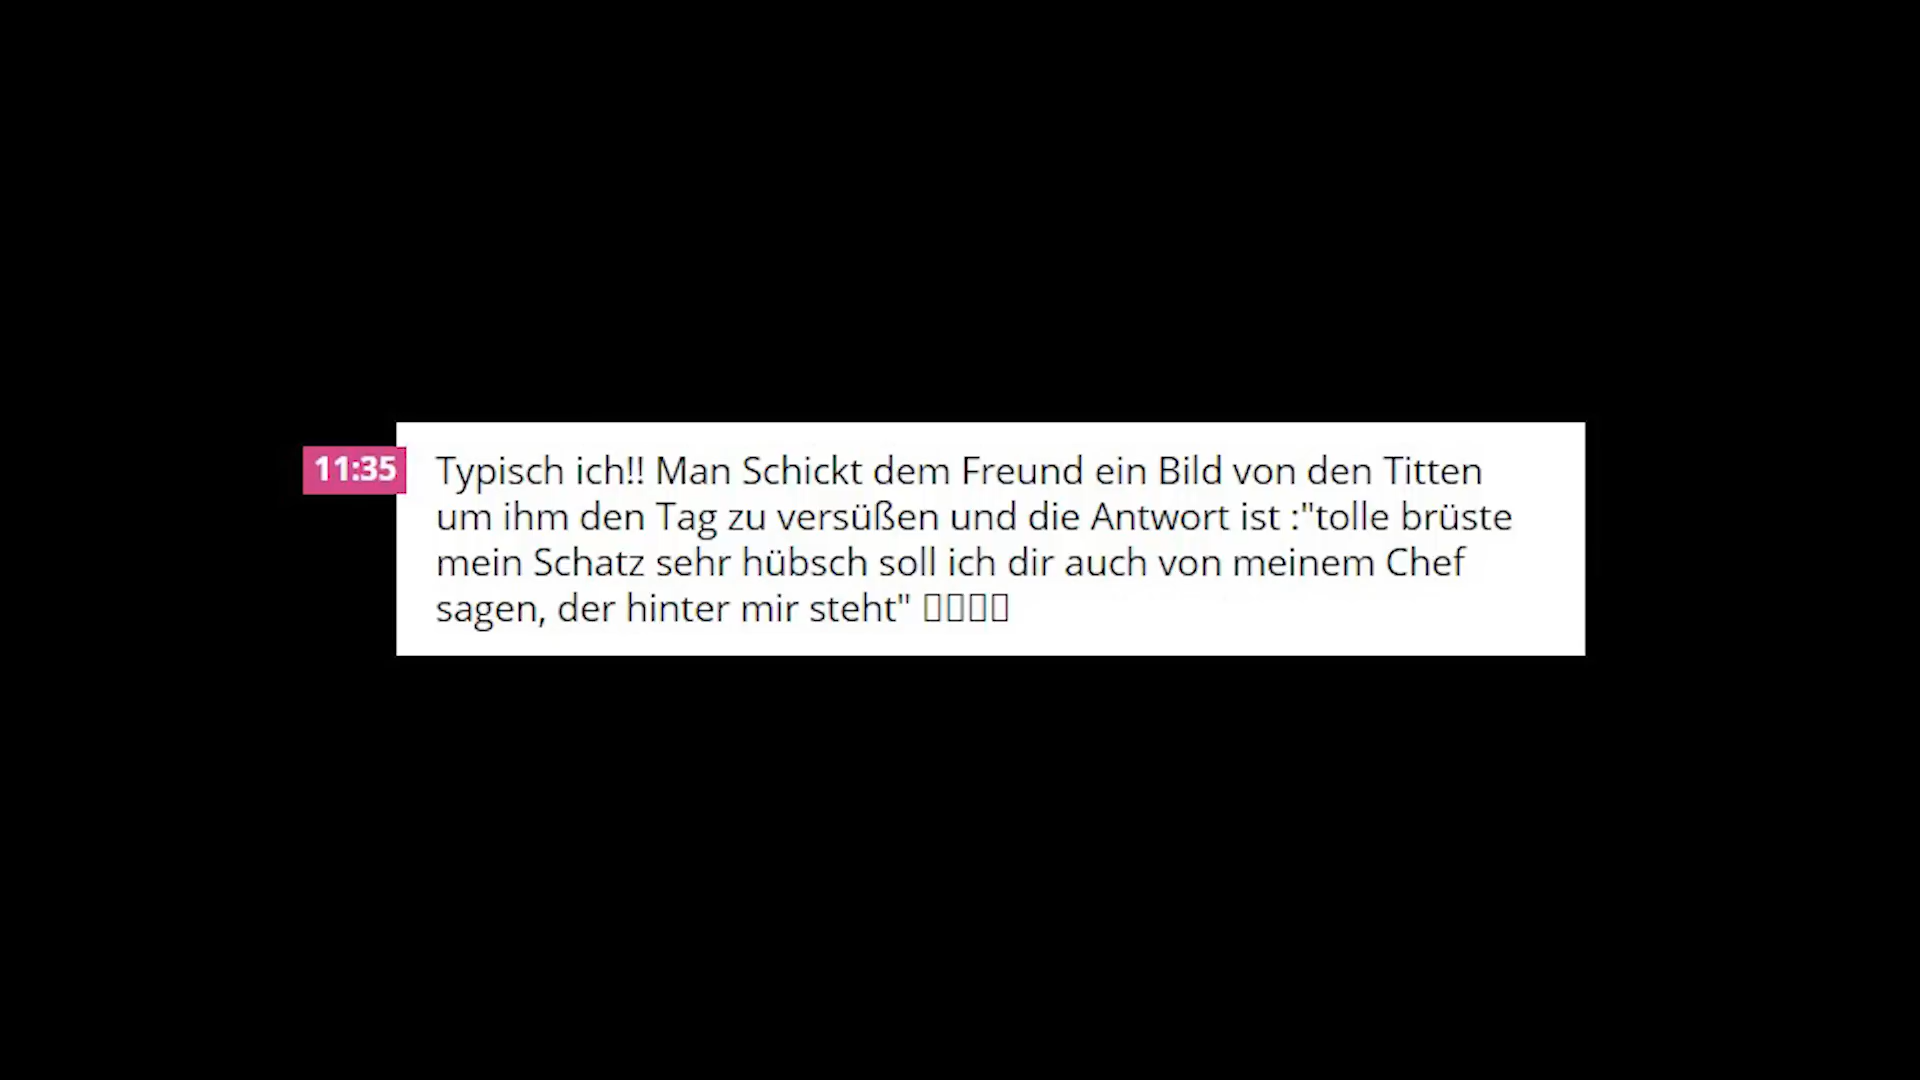 11:35
Typisch ich!! Man Schickt dem Freund ein Bild von den Titten
um ihm den Tag zu versüßen und die Antwort ist :"tolle brüste
mein Schatz sehr hübsch soll ich dir auch von meinem Chef
sagen, der hinter mir steht"